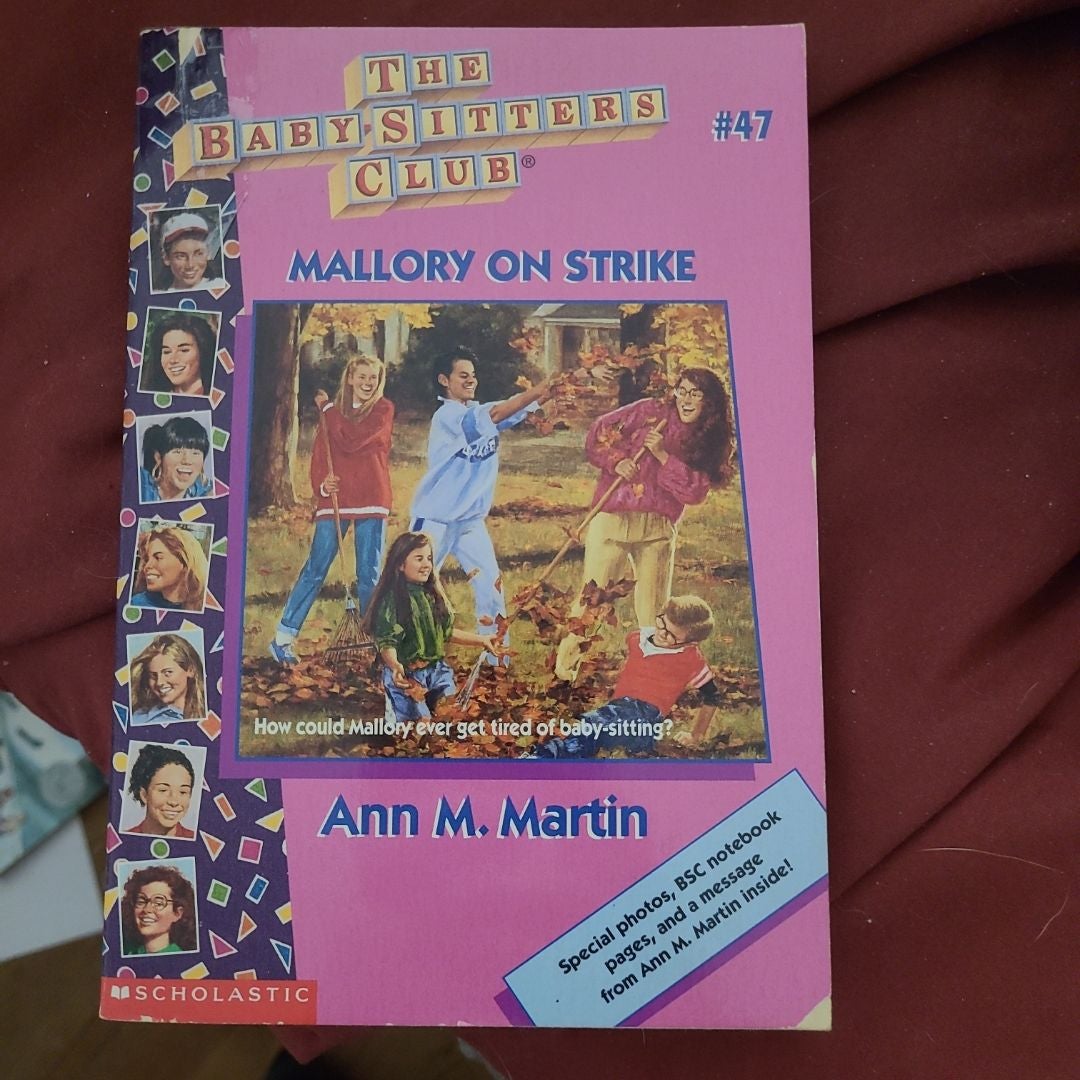 THE
BABY-SITTERS
CLUB®
#47
MALLORY ON STRIKE
How could Mallory ever get tired of baby-sitting?
Ann M. Martin
Special photos, BSC notebook
pages, and a message
from Ann M. Martin inside!
SCHOLASTIC